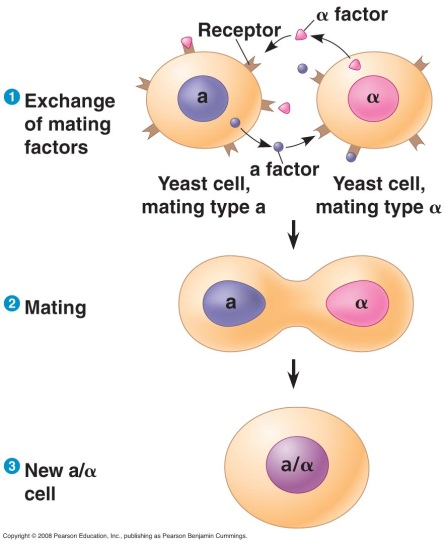 α factor
Receptor
1 Exchange
of mating
factors
a
α
a factor
Yeast cell,
mating type a
Yeast cell,
mating type α
2 Mating
a
α
3 New a/α
cell
a/α
Copyright © 2008 Pearson Education, Inc., publishing as Pearson Benjamin Cummings.